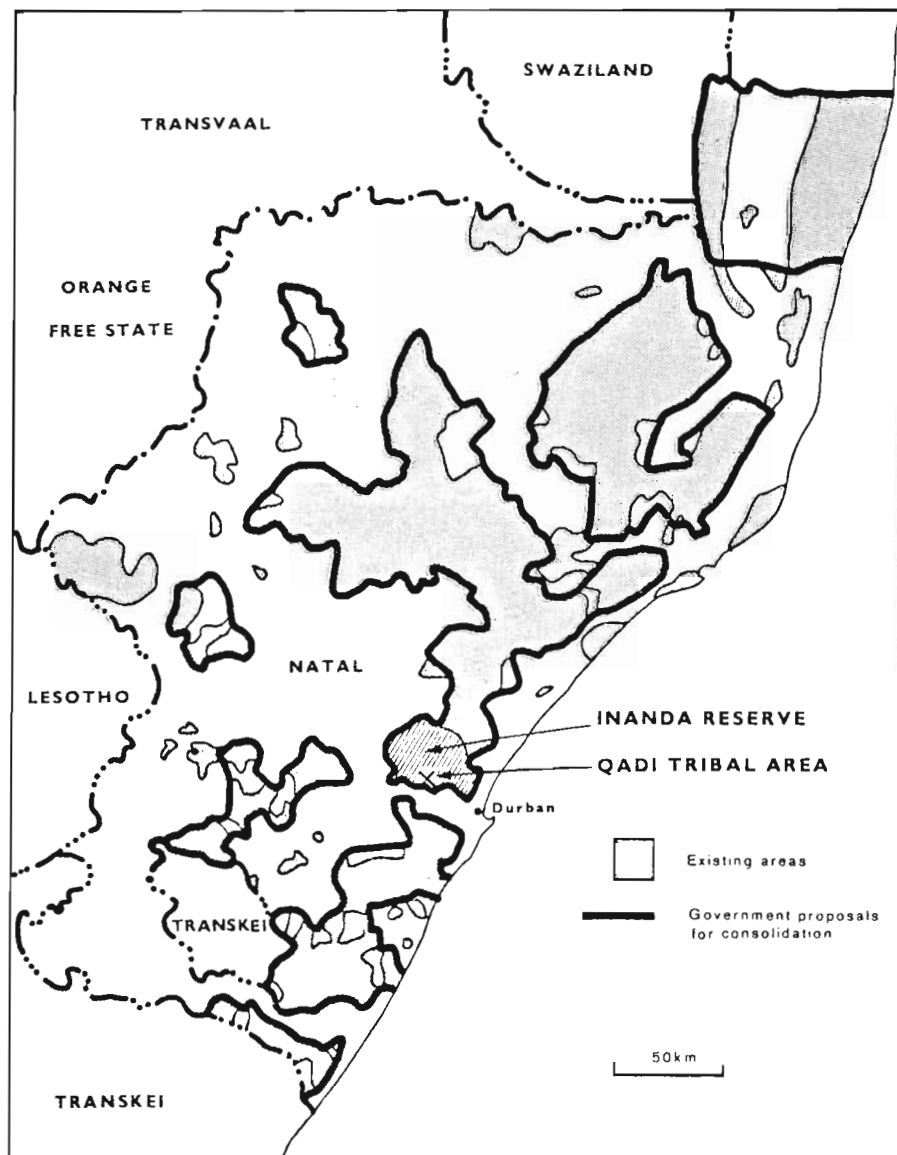 SWAZILAND
TRANSVAAL
ORANGE
FREE STATE
NATAL
LESOTHO
INANDA RESERVE
QADI TRIBAL AREA
Durban
Existing areas
TRANSKEI
Government proposals
for consolidation
50km
TRANSKEI